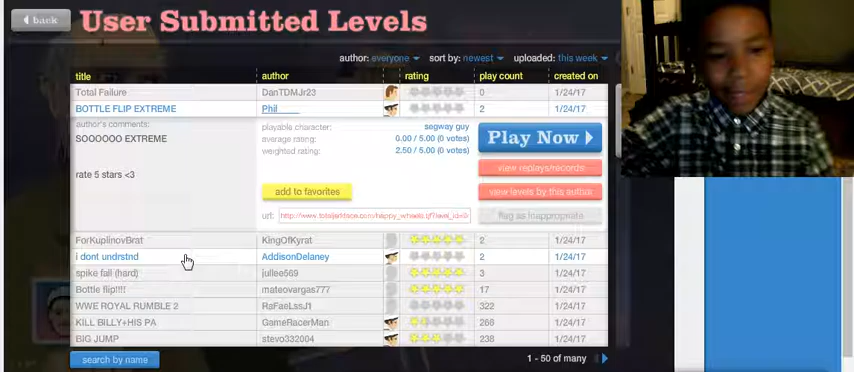 back
User Submitted Levels
author: everyone sort by: newest uploaded: this week
title author rating play count created on
Total Failure DanTDMJr23 0 1/24/17
BOTTLE FLIP EXTREME Phil 2 1/24/17
author's comments:
SOOOOOO EXTREME
rate 5 stars <3
playable character: segway guy
average rating: 0.00 / 5.00 (0 votes)
weighted rating: 2.50 / 5.00 (0 votes)
Play Now
view replays/records
add to favorites
view levels by this author
url:
flag as inappropriate
ForKuplinovBrat KingOfKyrat 2 1/24/17
i dont undrstnd AddisonDelaney 2 1/24/17
spike fall (hard) jullee569 3 1/24/17
Bottle flip!!!! mateovargas777 17 1/24/17
WWE ROYAL RUMBLE 2 RaFaeLssJ1 322 1/24/17
KILL BILLY+HIS PA GameRacerMan 266 1/24/17
BIG JUMP stevo332004 238 1/24/17
search by name
1 - 50 of many